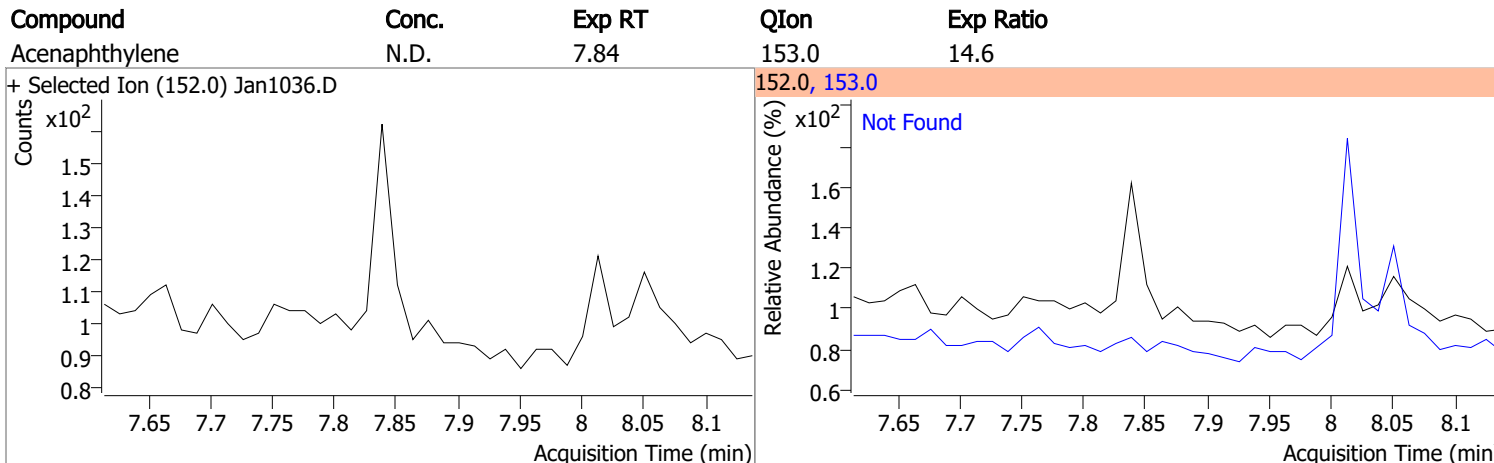 Compound Conc. Exp RT QIon Exp Ratio
Acenaphthylene N.D. 7.84 153.0 14.6
+ Selected Ion (152.0) Jan1036.D
Counts
x10²
1.5
1.4
1.3
1.2
1.1
1
0.9
0.8
7.65 7.7 7.75 7.8 7.85 7.9 7.95 8 8.05 8.1
Acquisition Time (min)
152.0, 153.0
Relative Abundance (%)
x10²
Not Found
1.6
1.4
1.2
1
0.8
0.6
7.65 7.7 7.75 7.8 7.85 7.9 7.95 8 8.05 8.1
Acquisition Time (min